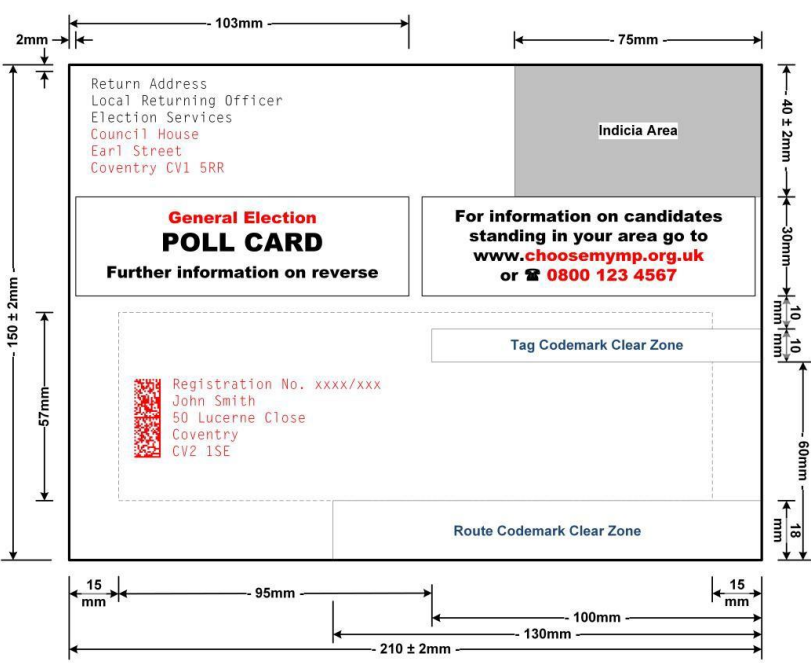 103mm
2mm
75mm
Return Address
Local Returning Officer
Election Services
Council House
Earl Street
Coventry CV1 5RR
Indicia Area
40 ± 2mm
General Election
POLL CARD
Further information on reverse
For information on candidates
standing in your area go to
www.choosemymp.org.uk
or ☎ 0800 123 4567
30mm
150 ± 2mm
10
mm
10
mm
Tag Codemark Clear Zone
57mm
Registration No. xxxx/xxx
John Smith
50 Lucerne Close
Coventry
CV2 1SE
60mm
Route Codemark Clear Zone
18
mm
15
mm
95mm
15
mm
100mm
130mm
210 ± 2mm